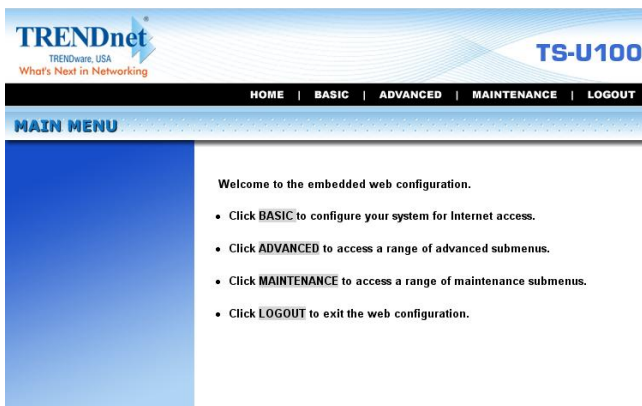 TRENDnet
TRENDware, USA
What's Next in Networking
TS-U100
HOME | BASIC | ADVANCED | MAINTENANCE | LOGOUT
MAIN MENU
Welcome to the embedded web configuration.
• Click BASIC to configure your system for Internet access.
• Click ADVANCED to access a range of advanced submenus.
• Click MAINTENANCE to access a range of maintenance submenus.
• Click LOGOUT to exit the web configuration.